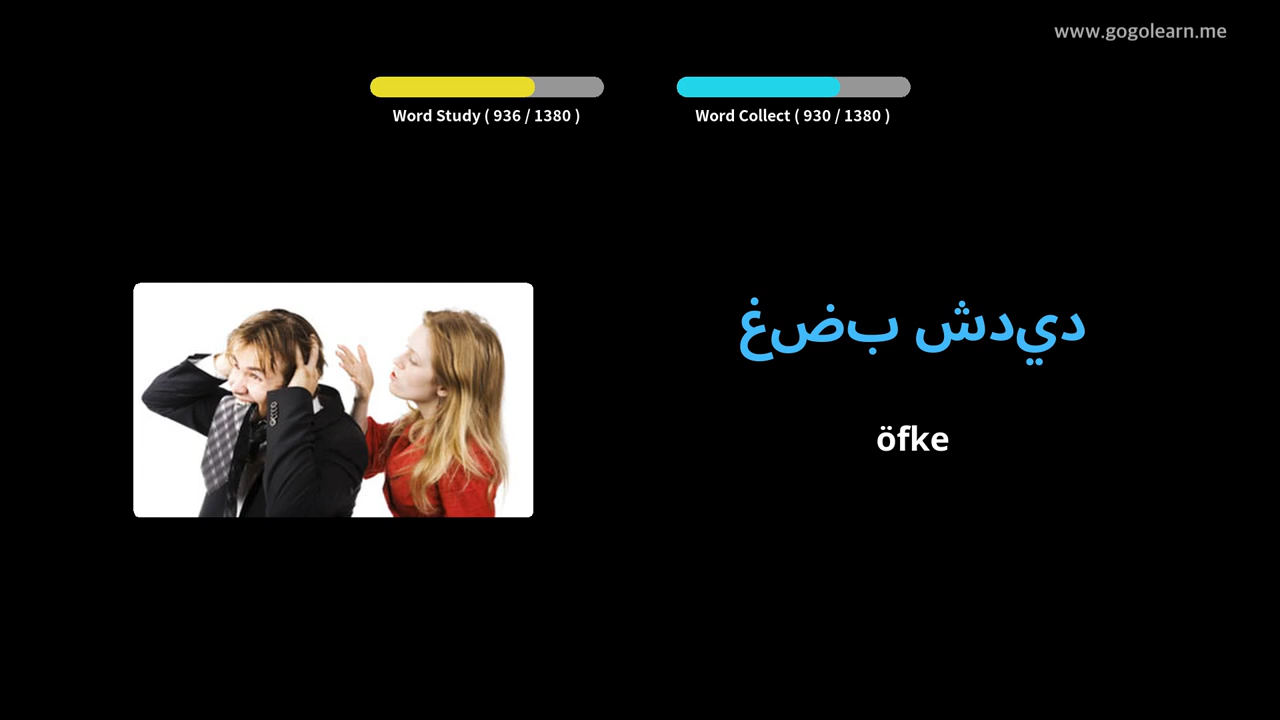 www.gogolearn.me
Word Study ( 936 / 1380 )
Word Collect ( 930 / 1380 )
غضب شديد
öfke